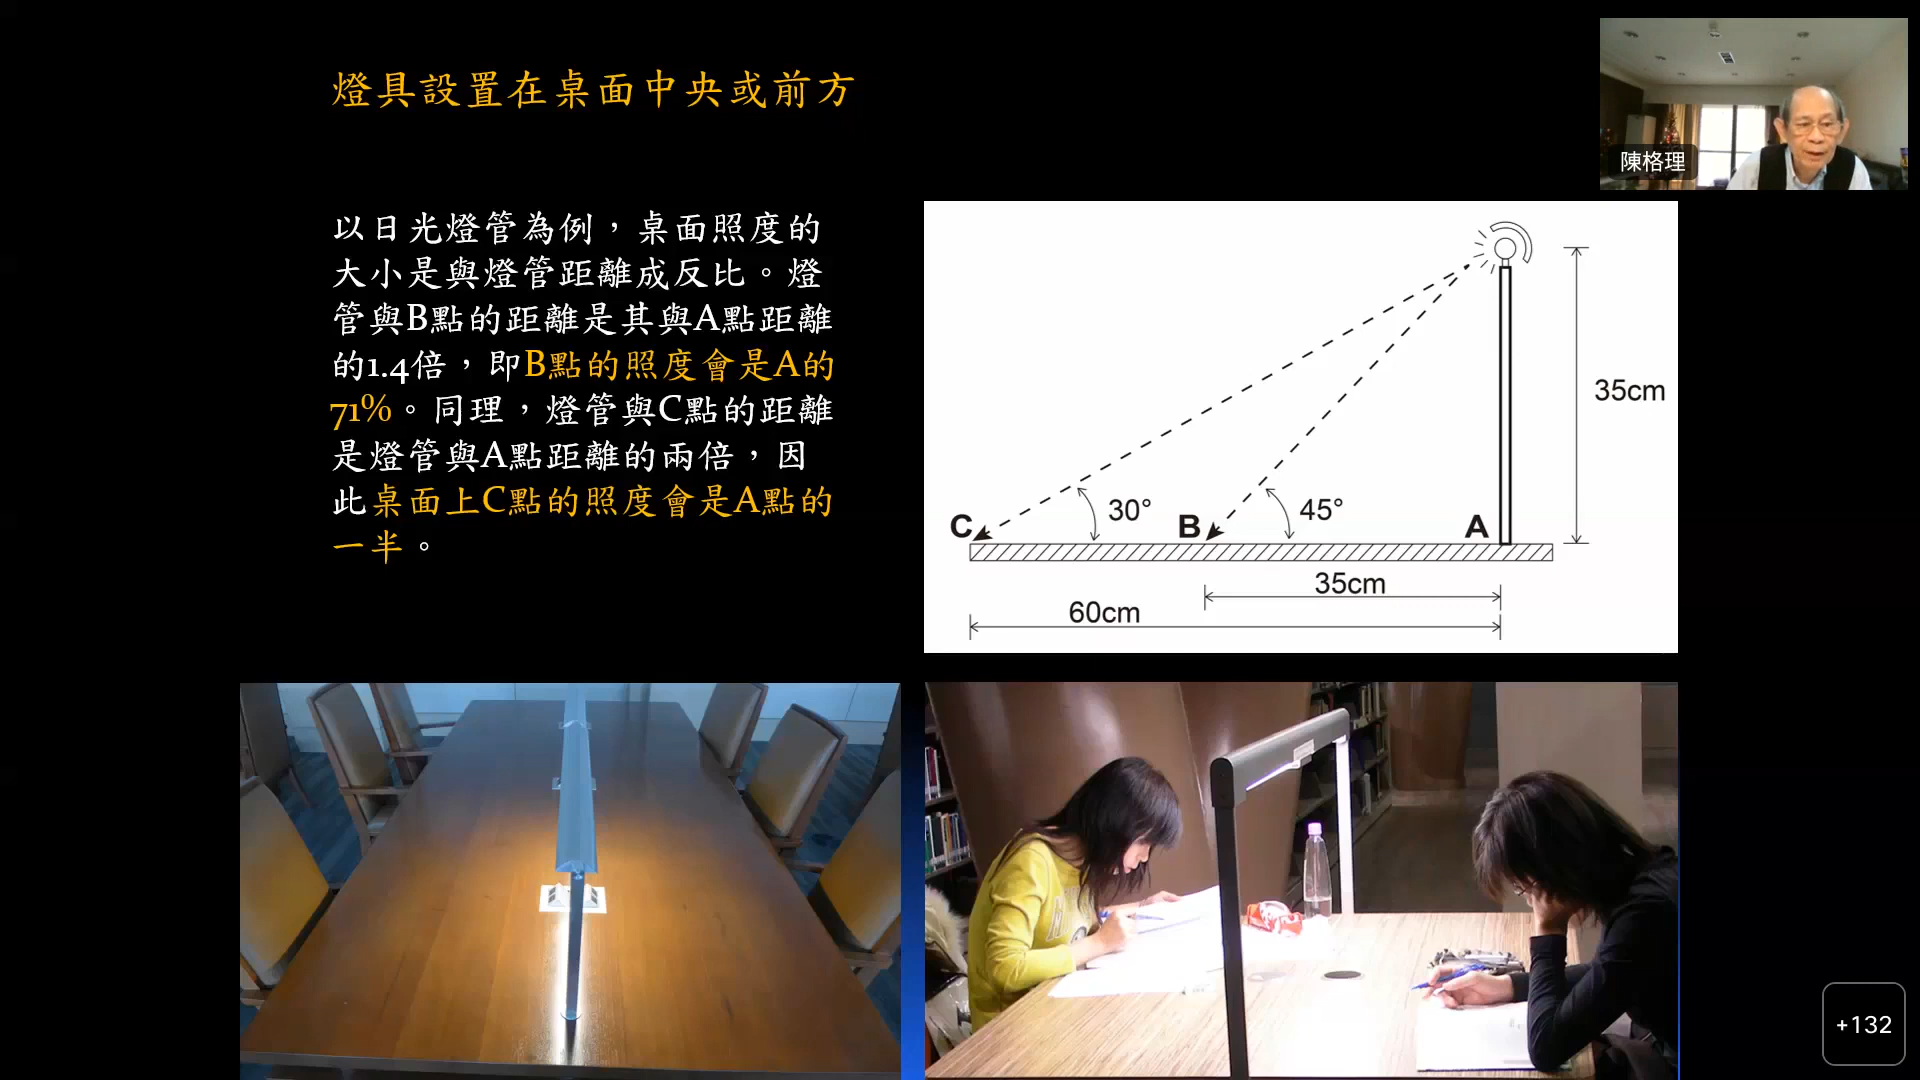 燈具設置在桌面中央或前方
陳格理
以日光燈管為例，桌面照度的
大小是與燈管距離成反比。燈
管與B點的距離是其與A點距離
的1.4倍，即B點的照度會是A的
71%。同理，燈管與C點的距離
是燈管與A點距離的兩倍，因
此桌面上C點的照度會是A點的
一半。
35cm
C
30°
B
45°
A
35cm
60cm
+132